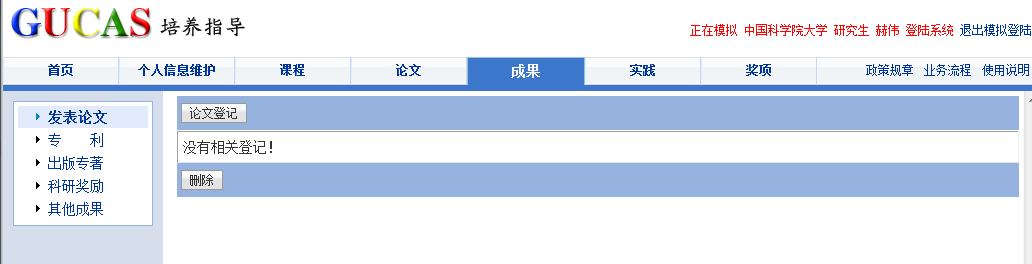 GUCAS 培养指导
正在模拟 中国科学院大学 研究生 赫伟 登陆系统 退出模拟登陆
首页 个人信息维护 课程 论文 成果 实践 奖项 政策规章 业务流程 使用说明
发表论文
专 利
出版专著
科研奖励
其他成果
论文登记
没有相关登记!
删除